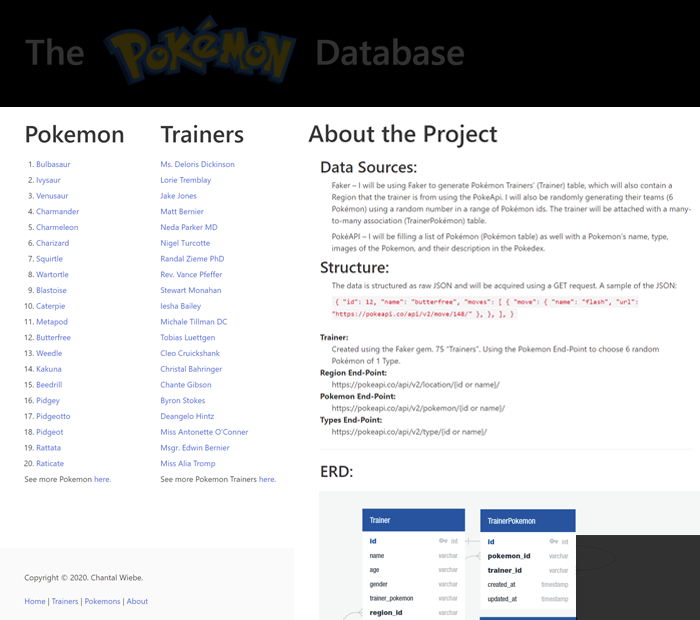 The POKéMON Database
Pokemon
1. Bulbasaur
2. Ivysaur
3. Venusaur
4. Charmander
5. Charmeleon
6. Charizard
7. Squirtle
8. Wartortle
9. Blastoise
10. Caterpie
11. Metapod
12. Butterfree
13. Weedle
14. Kakuna
15. Beedrill
16. Pidgey
17. Pidgeotto
18. Pidgeot
19. Rattata
20. Raticate
See more Pokemon here.
Trainers
Ms. Deloris Dickinson
Lorie Tremblay
Jake Jones
Matt Bernier
Neda Parker MD
Nigel Turcotte
Randal Zieme PhD
Rev. Vance Pfeffer
Stewart Monahan
Iesha Bailey
Michale Tillman DC
Tobias Luettgen
Cleo Cruickshank
Christal Bahringer
Chante Gibson
Byron Stokes
Deangelo Hintz
Miss Antonette O'Conner
Msgr. Edwin Bernier
Miss Alia Tromp
See more Pokemon Trainers here.
About the Project
Data Sources:
Faker – I will be using Faker to generate Pokémon Trainers' (Trainer) table, which will also contain a
Region that the trainer is from using the PokeApi. I will also be randomly generating their teams (6
Pokémon) using a random number in a range of Pokémon ids. The trainer will be attached with a many-
to-many association (TrainerPokémon) table.
PokéAPI – I will be filling a list of Pokémon (Pokémon table) as well with a Pokemon's name, type,
images of the Pokemon, and their description in the Pokedex.
Structure:
The data is structured as raw JSON and will be acquired using a GET request. A sample of the JSON:
{ "id": 12, "name": "butterfree", "moves": [ { "move": { "name": "flash", "url":
"https://pokeapi.co/api/v2/move/148/" }, }, ], }
Trainer:
Created using the Faker gem. 75 "Trainers". Using the Pokemon End-Point to choose 6 random
Pokémon of 1 Type.
Region End-Point:
https://pokeapi.co/api/v2/location/{id or name}/
Pokemon End-Point:
https://pokeapi.co/api/v2/pokemon/{id or name}/
Types End-Point:
https://pokeapi.co/api/v2/type/{id or name}/
ERD:
Trainer
id int
name varchar
age varchar
gender varchar
trainer_pokemon varchar
region_id varchar
TrainerPokemon
id int
pokemon_id varchar
trainer_id varchar
created_at timestamp
updated_at timestamp
Copyright © 2020. Chantal Wiebe.
Home | Trainers | Pokemons | About